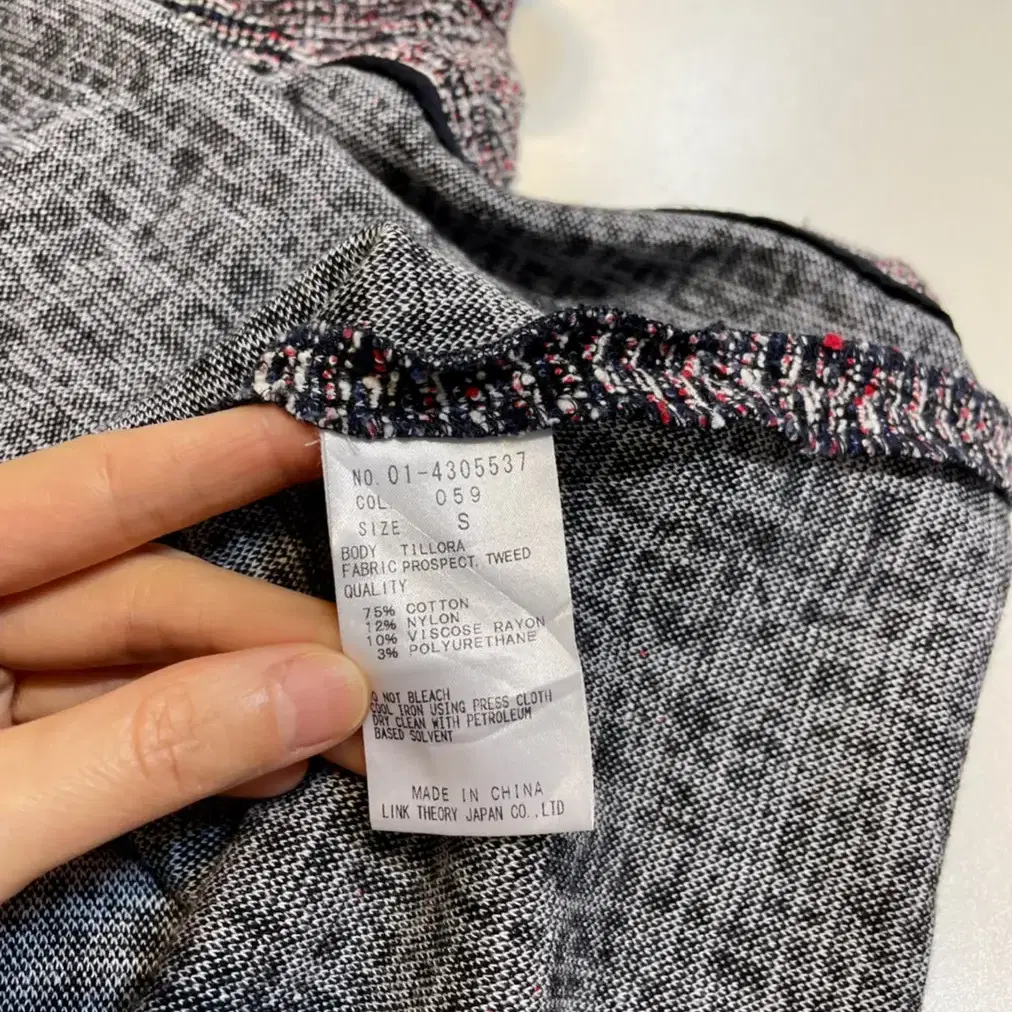 NO. 01-4305537
COL. 059
SIZE S
BODY TILLORA
FABRIC PROSPECT. TWEED
QUALITY
75% COTTON
12% NYLON
10% VISCOSE RAYON
3% POLYURETHANE
O NOT BLEACH
COOL IRON USING PRESS CLOTH
DRY CLEAN WITH PETROLEUM
BASED SOLVENT
MADE IN CHINA
LINK THEORY JAPAN CO.,LTD